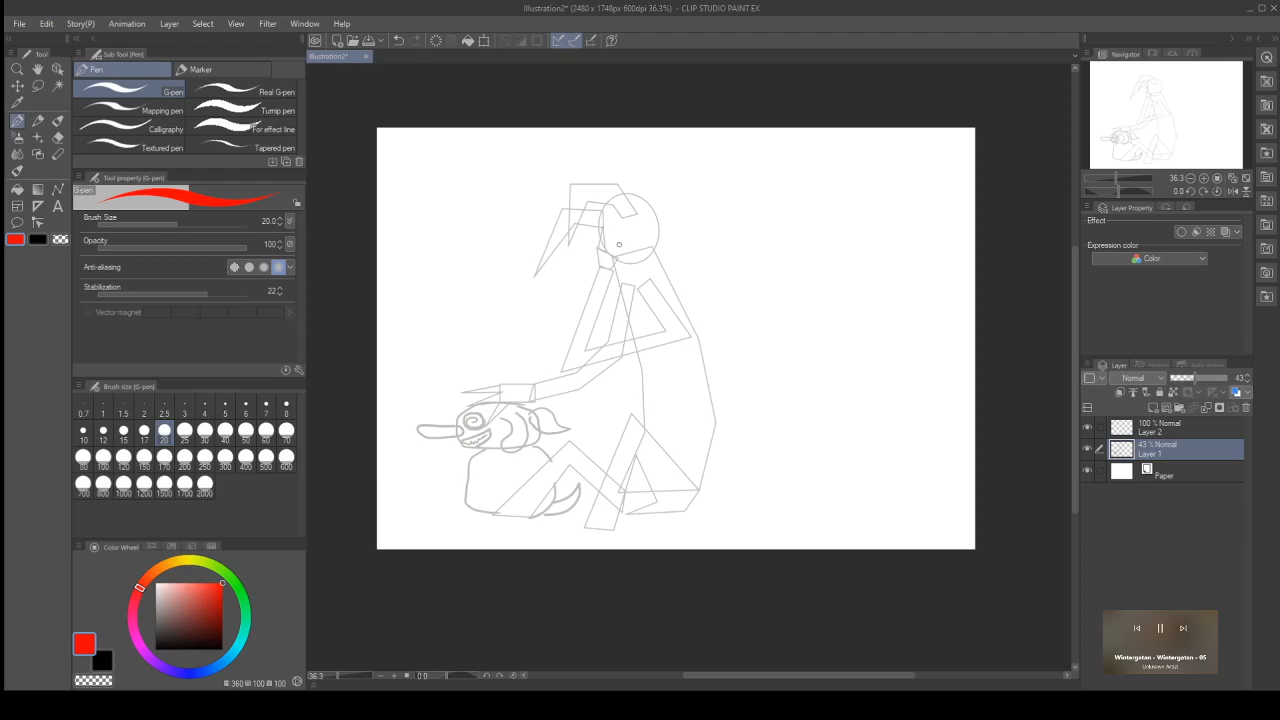 Illustration2* (2480 x 1748px 600dpi 36.3%) - CLIP STUDIO PAINT EX
File Edit Story(P) Animation Layer Select View Filter Window Help
Tool
Sub Tool [Pen]
Illustration2*
Navigator
Pen Marker
G-pen Real G-pen
Mapping pen Turnip pen
Calligraphy For effect line
Textured pen Tapered pen
Tool property [G-pen]
G-pen
Brush Size 20.0
Opacity 100
Anti-aliasing
Stabilization 22
Vector magnet
36.3
0.0
Layer Property
Effect
Expression color
Color
Layer
Normal 43
100 % Normal
Layer 2
43 % Normal
Layer 1
Paper
Brush size [G-pen]
0.7 1 1.5 2 2.5 3 4 5 6 7 8
10 12 15 17 20 25 30 40 50 60 70
80 100 120 150 170 200 250 300 400 500 600
700 800 1000 1200 1500 1700 2000
Color Wheel
360 100 100
36.3 0.0
Wintergatan - Wintergatan - 05
Unknown Artist